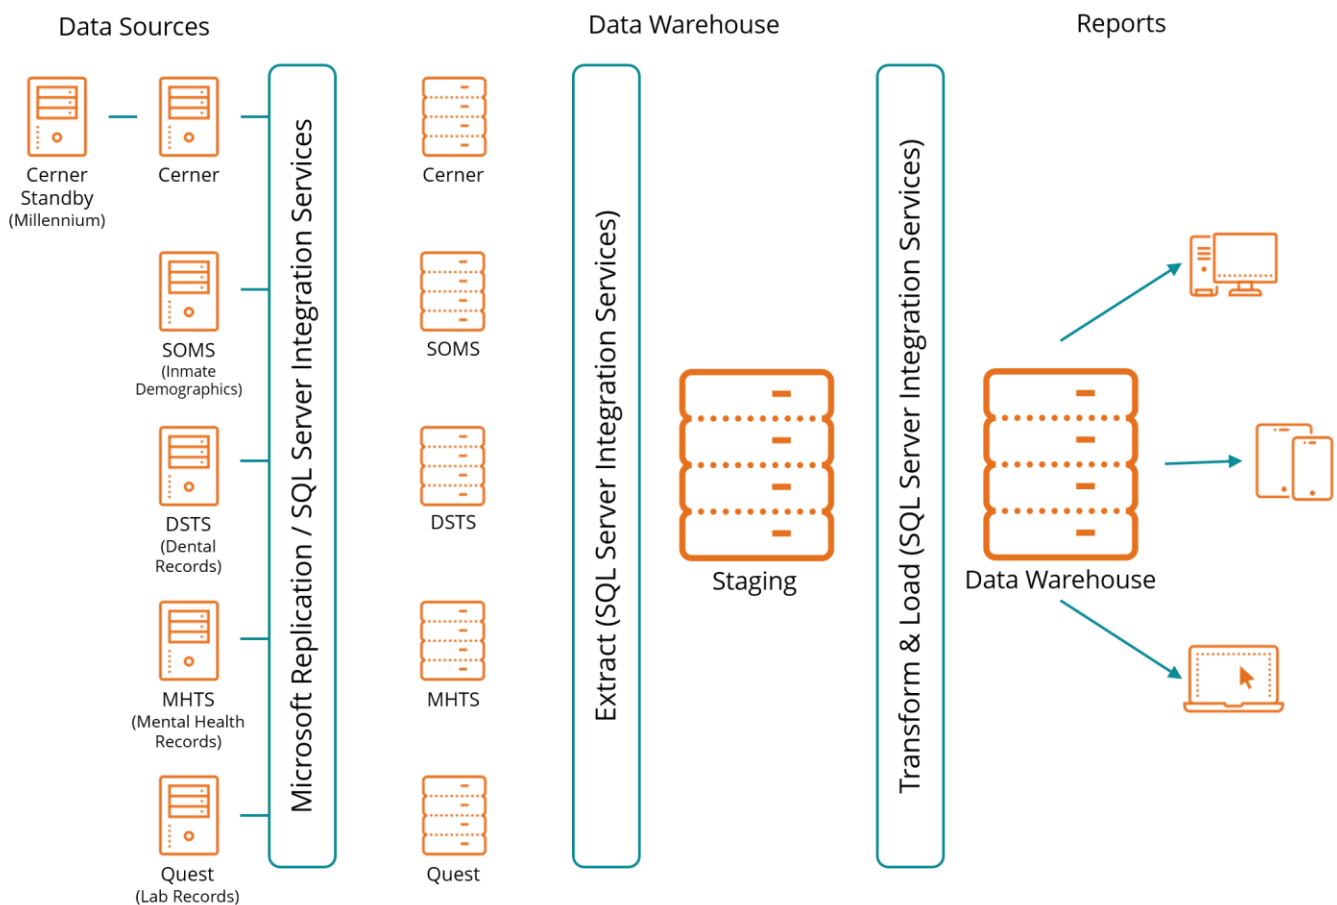 Data Sources
Data Warehouse
Reports
Cerner
Standby
(Millennium)
Cerner
SOMS
(Inmate
Demographics)
DSTS
(Dental
Records)
MHTS
(Mental Health
Records)
Quest
(Lab Records)
Microsoft Replication / SQL Server Integration Services
Cerner
SOMS
DSTS
MHTS
Quest
Extract (SQL Server Integration Services)
Staging
Transform & Load (SQL Server Integration Services)
Data Warehouse